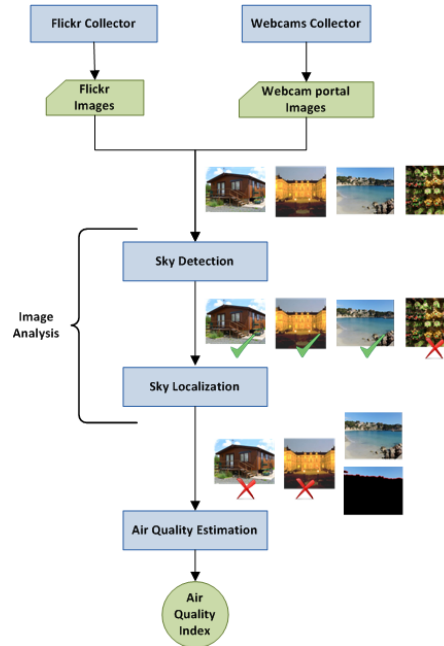 Flickr Collector
Webcams Collector
Flickr
Images
Webcam portal
Images
Sky Detection
Image
Analysis
Sky Localization
Air Quality Estimation
Air
Quality
Index